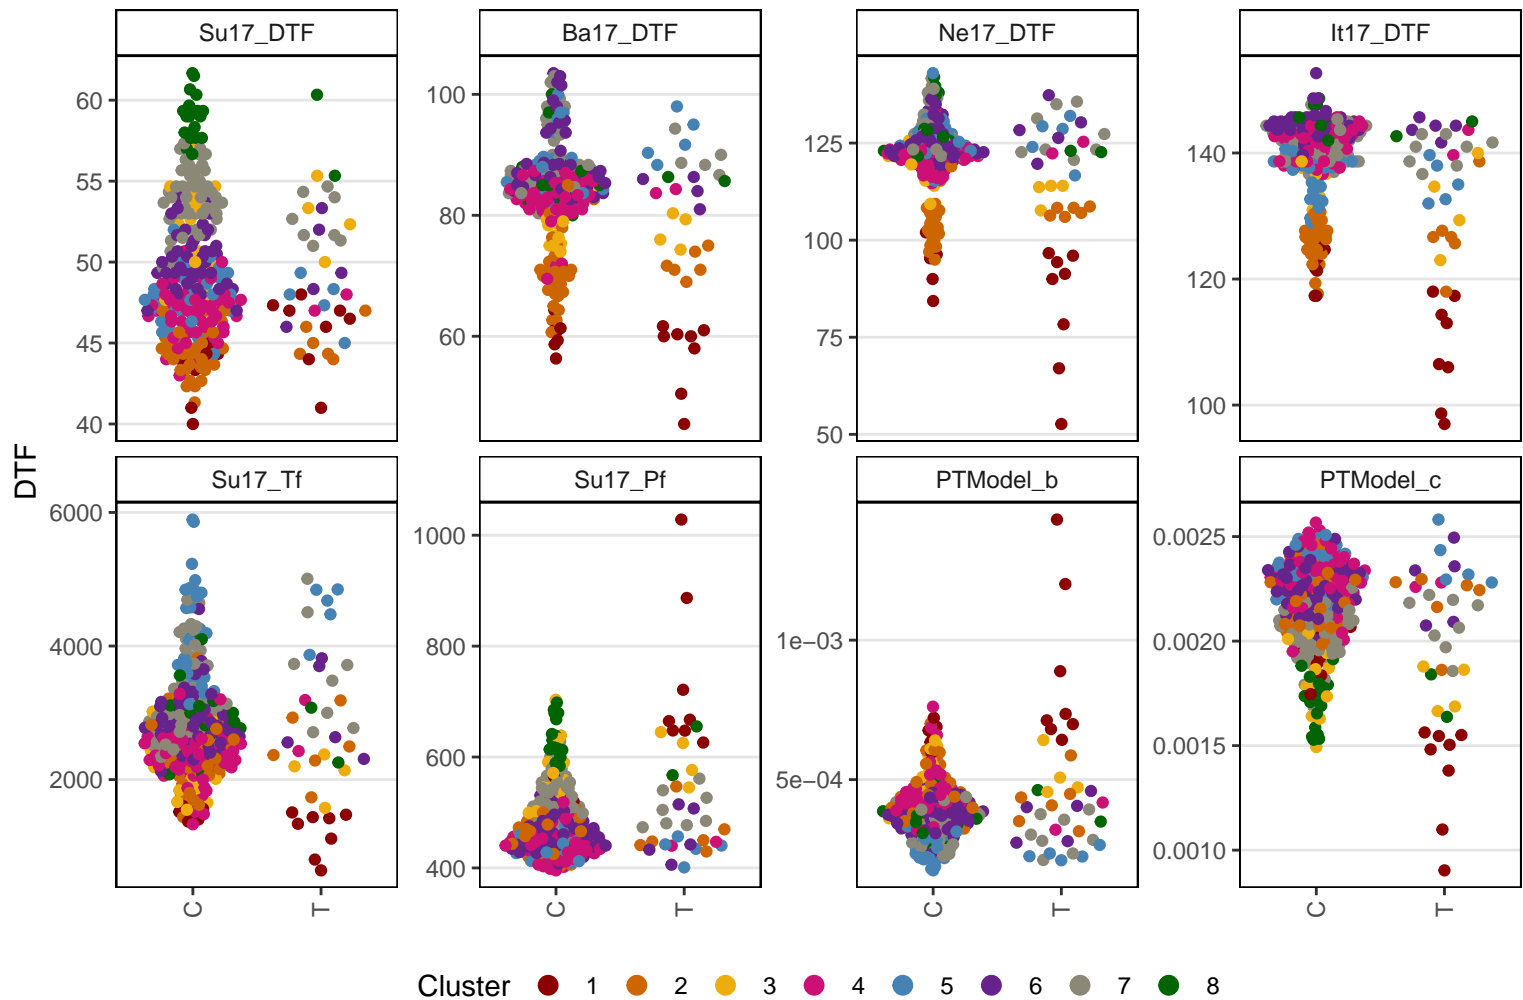 Su17_DTF Ba17_DTF Ne17_DTF It17_DTF
60 55 50 45 40
100 80 60
125 100 75 50
140 120 100
DTF
Su17_Tf Su17_Pf PTModel_b PTModel_c
6000 4000 2000
1000 800 600 400
1e−03 5e−04
0.0025 0.0020 0.0015 0.0010
C T C T C T C T
Cluster 1 2 3 4 5 6 7 8